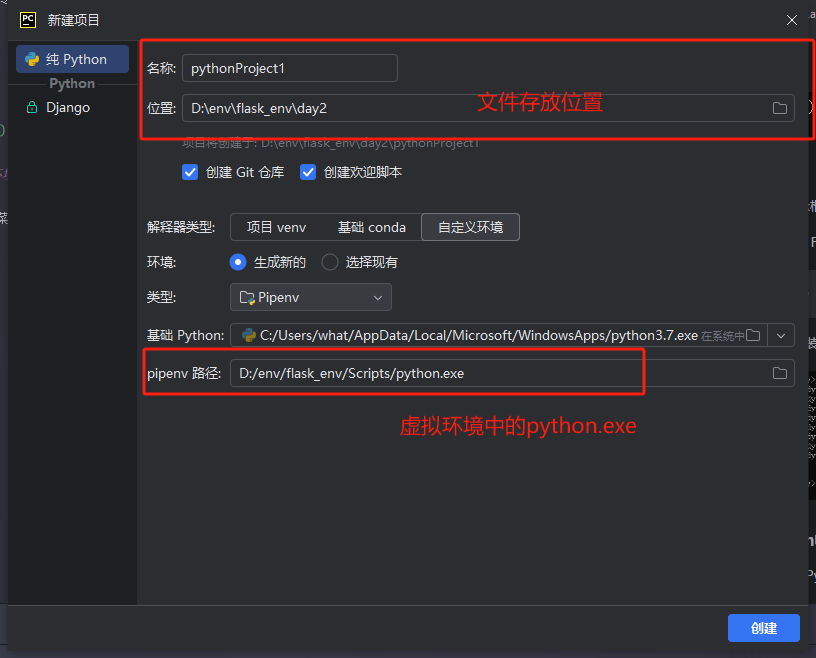 PC 新建项目
纯 Python
Python
Django
名称: pythonProject1
位置: D:\env\flask_env\day2
文件存放位置
项目将创建于: D:\env\flask_env\day2\pythonProject1
创建 Git 仓库 创建欢迎脚本
解释器类型: 项目 venv 基础 conda 自定义环境
环境: 生成新的 选择现有
类型: Pipenv
基础 Python: C:/Users/what/AppData/Local/Microsoft/WindowsApps/python3.7.exe 在系统中
pipenv 路径: D:/env/flask_env/Scripts/python.exe
虚拟环境中的python.exe
创建